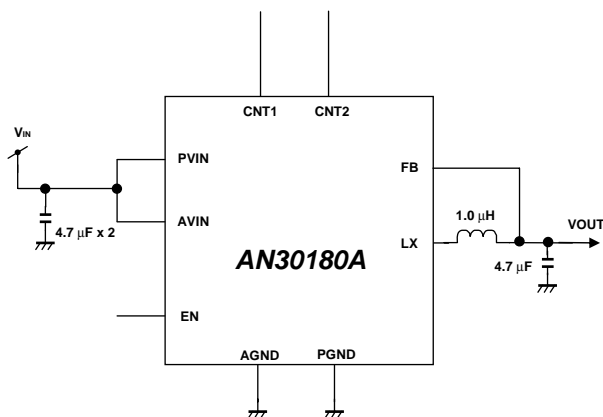 CNT1 CNT2
VIN
PVIN
FB
AVIN
4.7 μF x 2
1.0 μH
VOUT
LX
AN30180A
4.7 μF
EN
AGND PGND